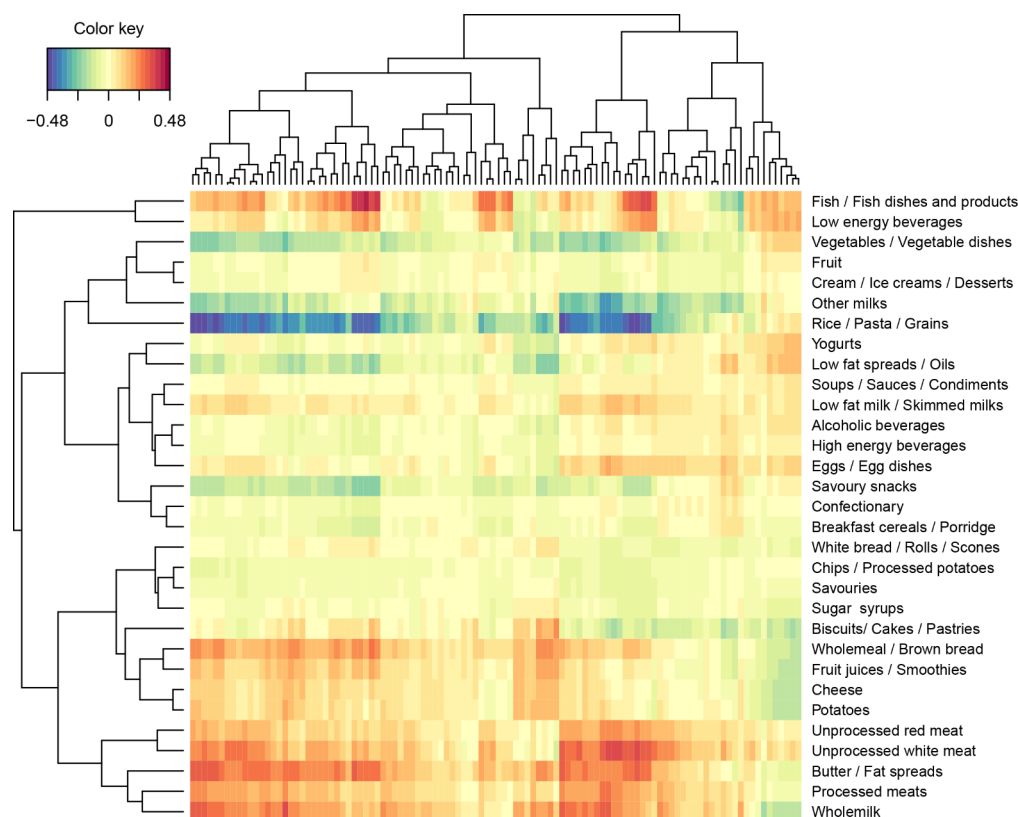 Color key
−0.48 0 0.48
Fish / Fish dishes and products
Low energy beverages
Vegetables / Vegetable dishes
Fruit
Cream / Ice creams / Desserts
Other milks
Rice / Pasta / Grains
Yogurts
Low fat spreads / Oils
Soups / Sauces / Condiments
Low fat milk / Skimmed milks
Alcoholic beverages
High energy beverages
Eggs / Egg dishes
Savoury snacks
Confectionary
Breakfast cereals / Porridge
White bread / Rolls / Scones
Chips / Processed potatoes
Savouries
Sugar syrups
Biscuits/ Cakes / Pastries
Wholemeal / Brown bread
Fruit juices / Smoothies
Cheese
Potatoes
Unprocessed red meat
Unprocessed white meat
Butter / Fat spreads
Processed meats
Wholemilk